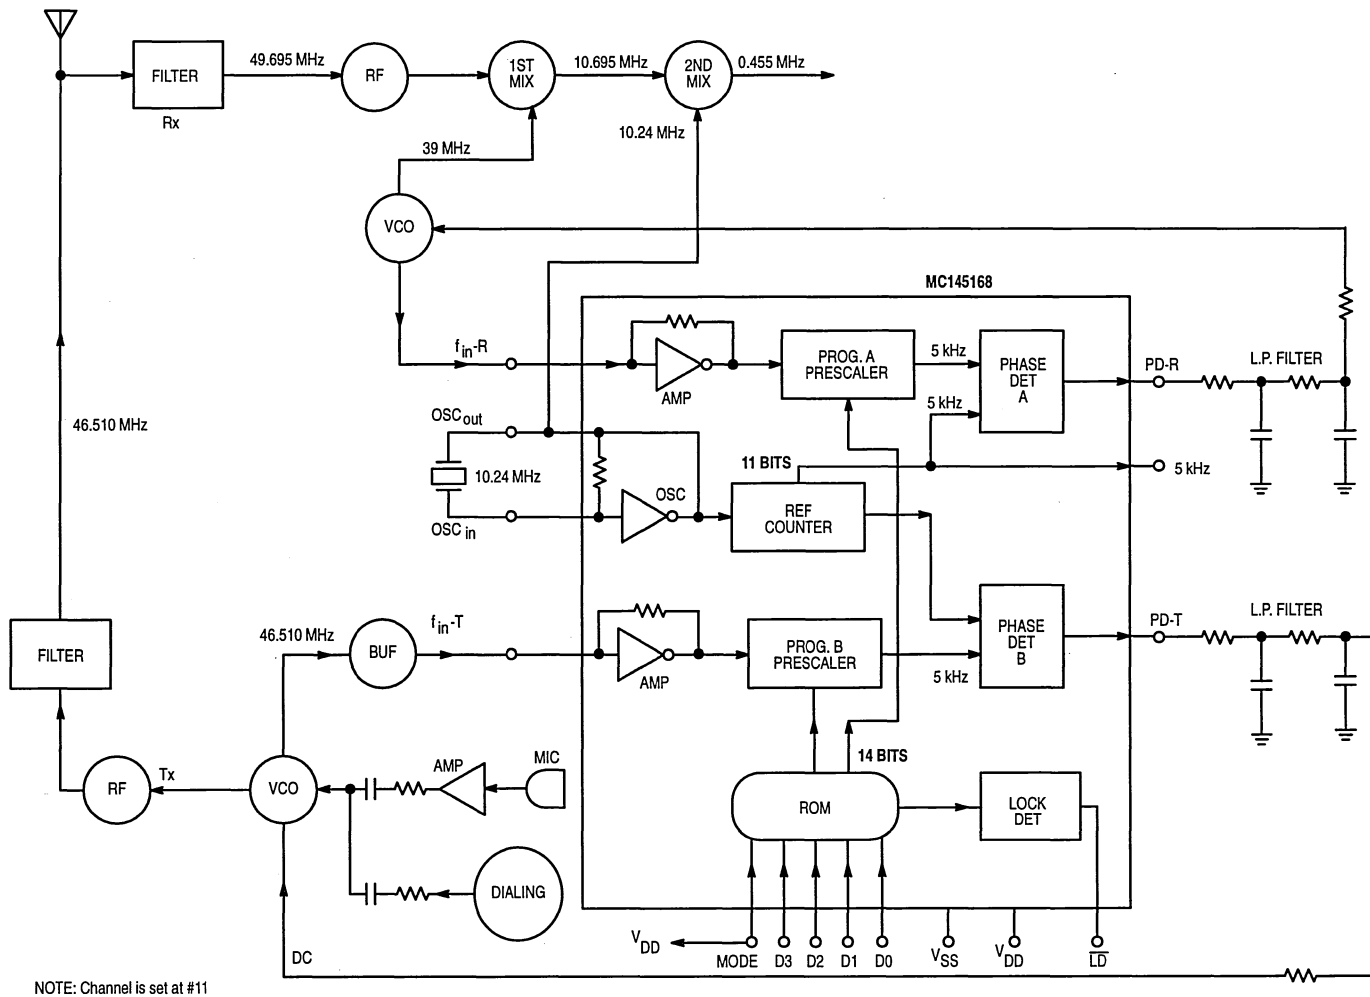 FILTER
Rx
49.695 MHz
RF
1ST
MIX
10.695 MHz
2ND
MIX
0.455 MHz
10.24 MHz
39 MHz
VCO
MC145168
fin-R
AMP
PROG. A
PRESCALER
5 kHz
PHASE
DET
A
5 kHz
PD-R
L.P. FILTER
46.510 MHz
OSCout
10.24 MHz
OSCin
OSC
11 BITS
REF
COUNTER
5 kHz
FILTER
46.510 MHz
BUF
fin-T
AMP
PROG. B
PRESCALER
5 kHz
PHASE
DET
B
PD-T
L.P. FILTER
RF
Tx
VCO
AMP
MIC
DIALING
14 BITS
ROM
LOCK
DET
DC
VDD
MODE
D3
D2
D1
D0
VSS
VDD
LD
NOTE: Channel is set at #11